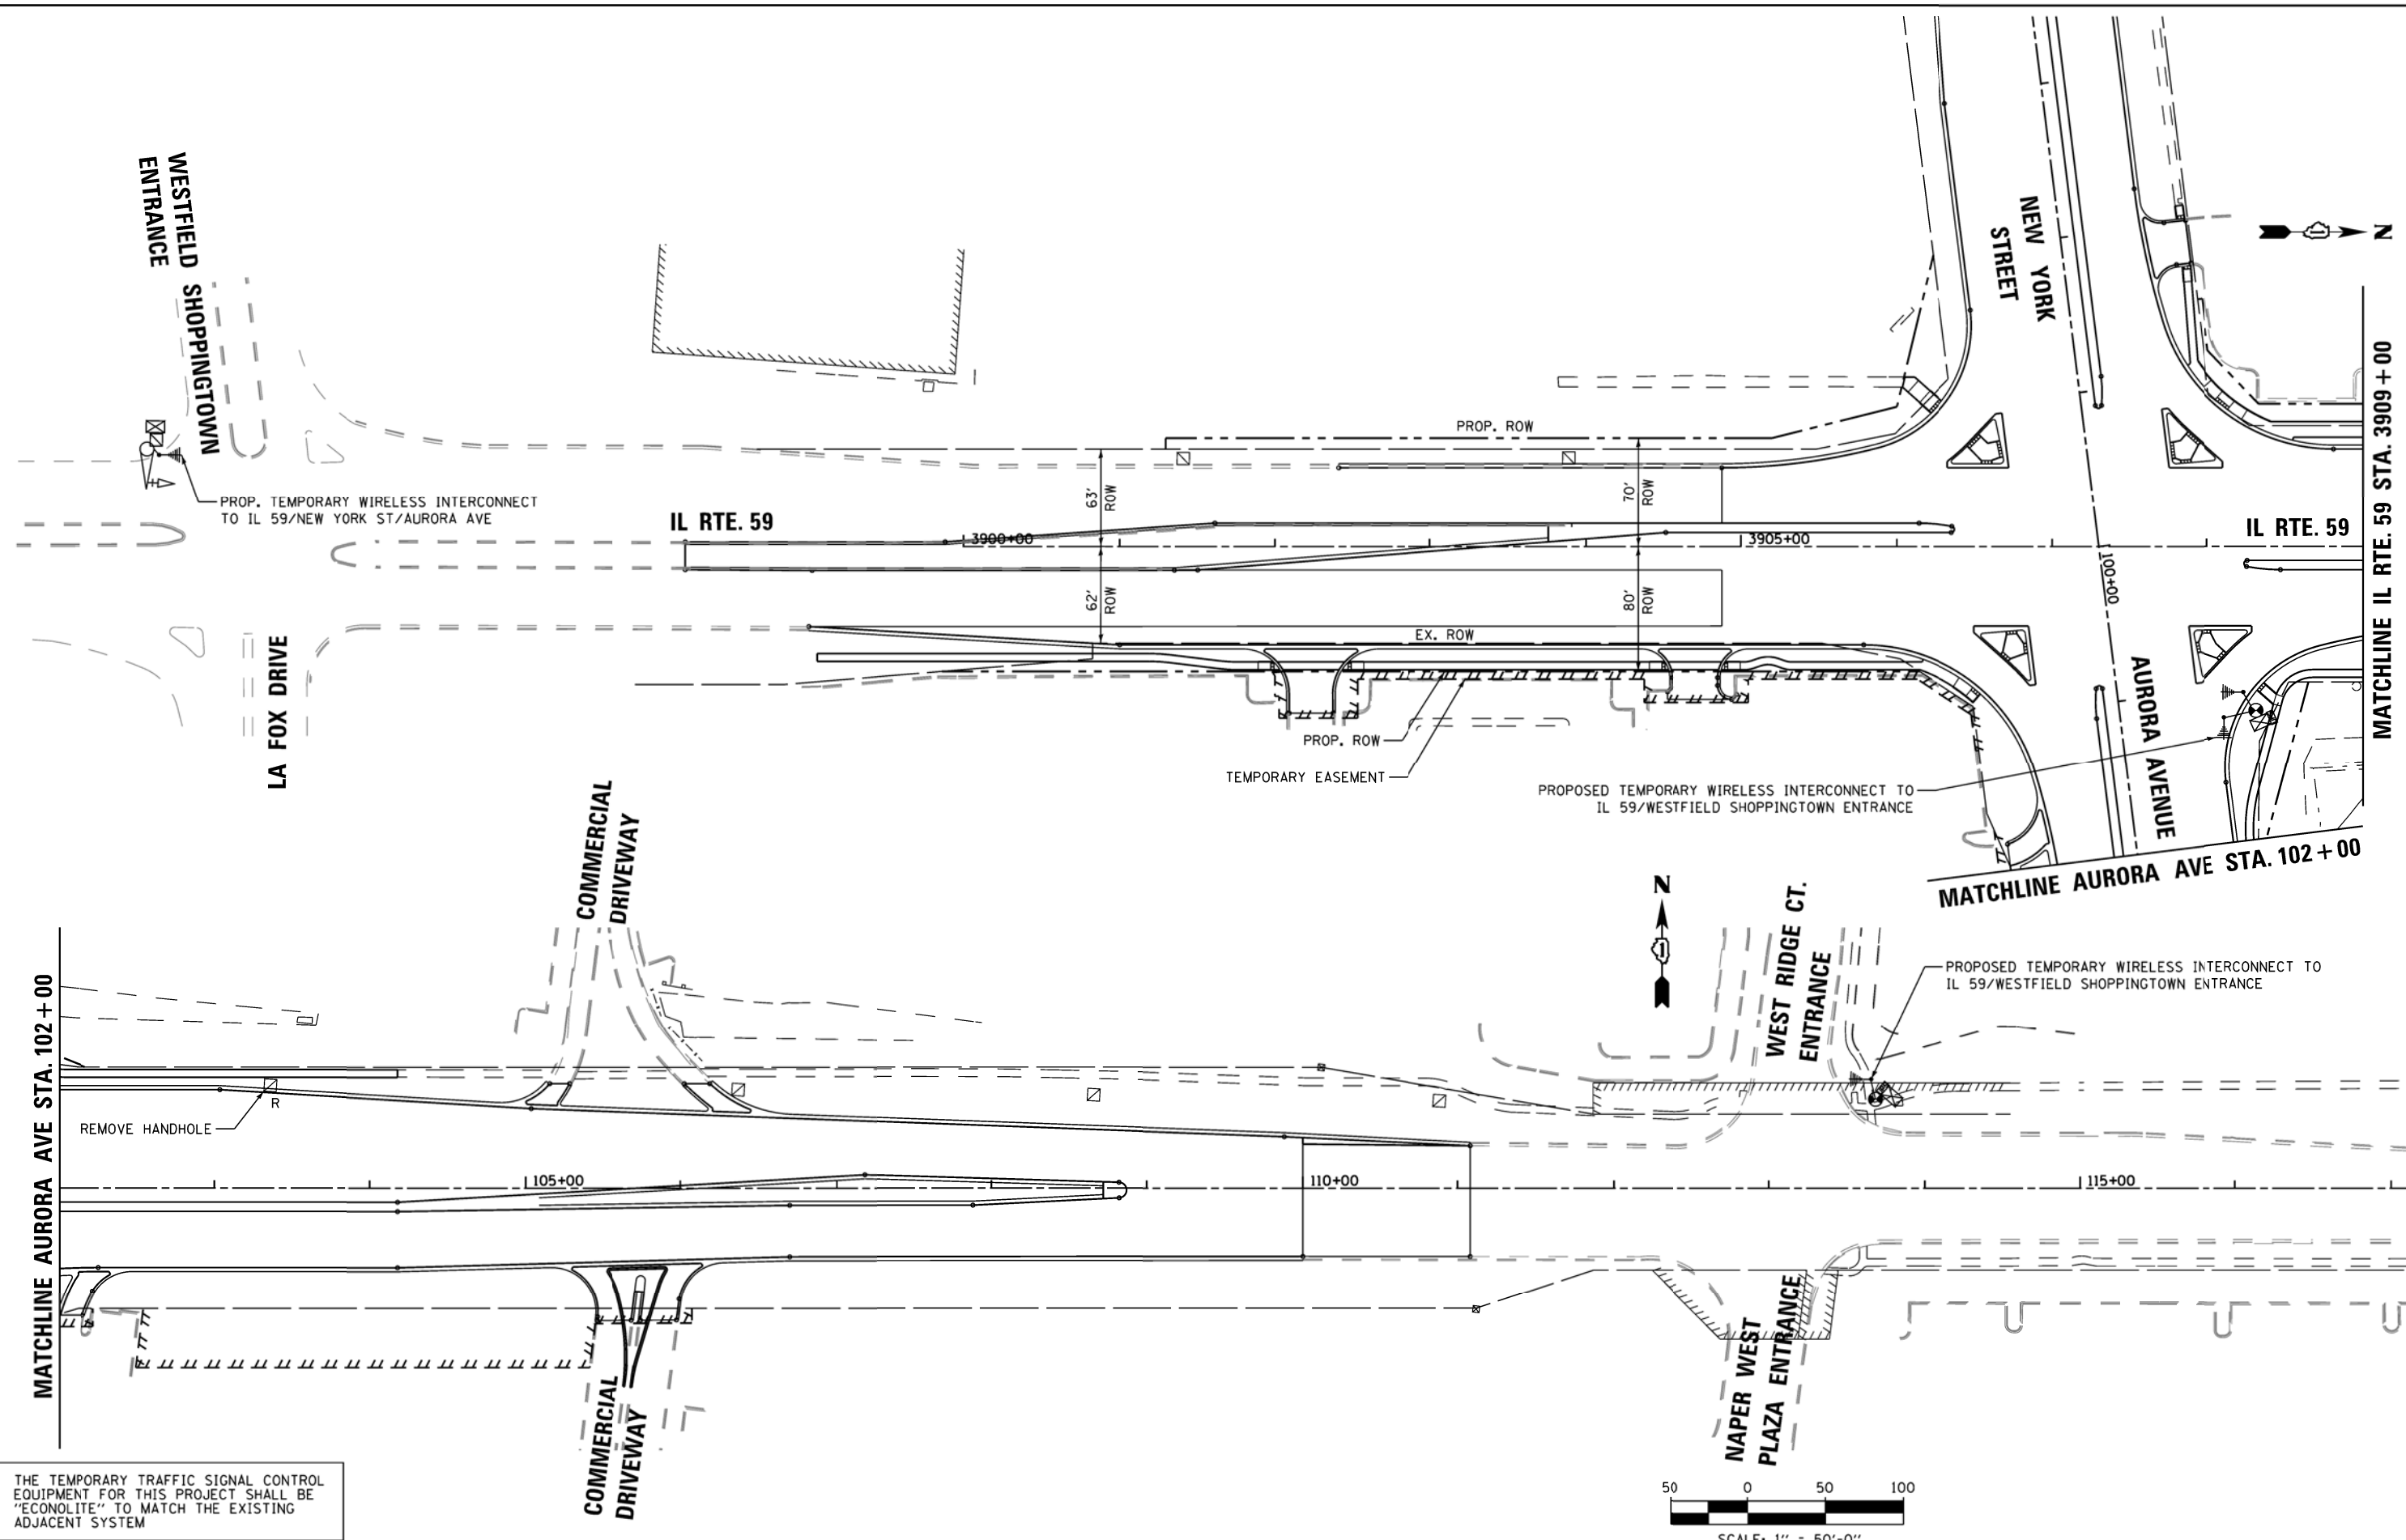 WESTFIELD SHOPPINGTOWN
ENTRANCE
NEW YORK
STREET
N
PROP. ROW
PROP. TEMPORARY WIRELESS INTERCONNECT
TO IL 59/NEW YORK ST/AURORA AVE
IL RTE. 59
63'
ROW
70'
ROW
3900+00
3905+00
IL RTE. 59
MATCHLINE IL RTE. 59 STA. 3909+00
100+00
62'
ROW
80'
ROW
EX. ROW
LA FOX DRIVE
PROP. ROW
TEMPORARY EASEMENT
AURORA AVENUE
PROPOSED TEMPORARY WIRELESS INTERCONNECT TO
IL 59/WESTFIELD SHOPPINGTOWN ENTRANCE
MATCHLINE AURORA AVE STA. 102+00
COMMERCIAL
DRIVEWAY
N
WEST RIDGE CT.
ENTRANCE
PROPOSED TEMPORARY WIRELESS INTERCONNECT TO
IL 59/WESTFIELD SHOPPINGTOWN ENTRANCE
MATCHLINE AURORA AVE STA. 102+00
R
REMOVE HANDHOLE
105+00
110+00
115+00
COMMERCIAL
DRIVEWAY
NAPER WEST
PLAZA ENTRANCE
THE TEMPORARY TRAFFIC SIGNAL CONTROL
EQUIPMENT FOR THIS PROJECT SHALL BE
"ECONOLITE" TO MATCH THE EXISTING
ADJACENT SYSTEM
50 0 50 100
SCALE: 1" = 50'-0"